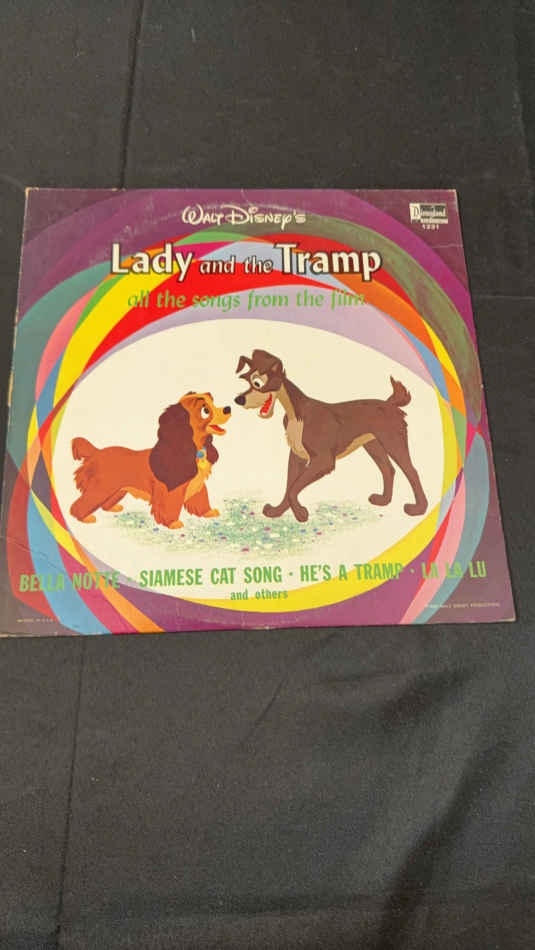 WALT DISNEY'S
Disneyland
1231
Lady and the Tramp
all the songs from the film
BELLA NOTTE · SIAMESE CAT SONG · HE'S A TRAMP · LA LA LU
and others